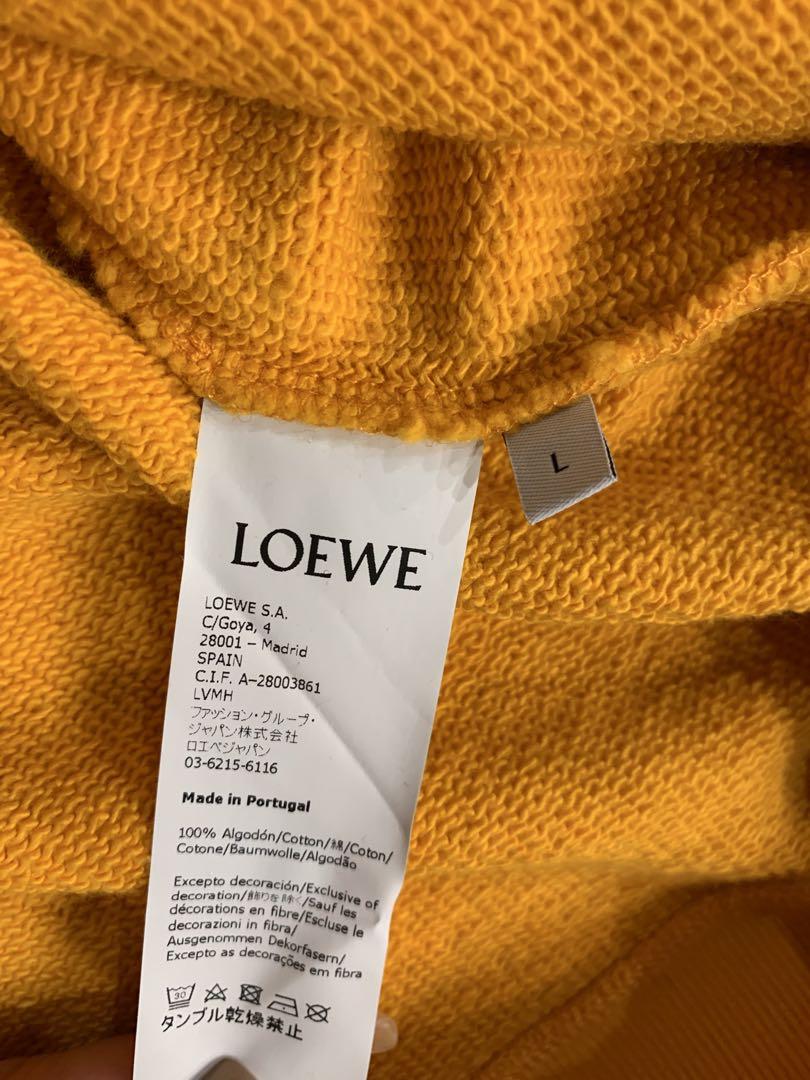 L
LOEWE
LOEWE S.A.
C/Goya, 4
28001 – Madrid
SPAIN
C.I.F. A–28003861
LVMH
ファッション・グループ・
ジャパン株式会社
ロエベジャパン
03-6215-6116
Made in Portugal
100% Algodón/Cotton/綿/Coton/
Cotone/Baumwolle/Algodão
Excepto decoración/Exclusive of
decoration/飾りを除く/Sauf les
décorations en fibre/Escluse le
decorazioni in fibra/
Ausgenommen Dekorfasern/
Excepto as decorações em fibra
30
タンブル乾燥禁止